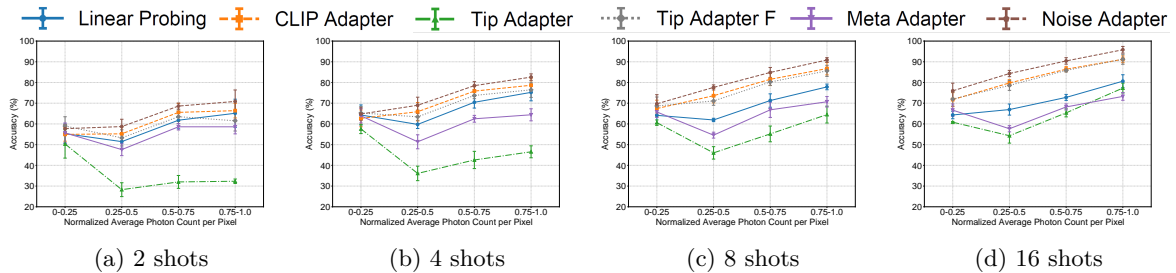 Linear Probing CLIP Adapter Tip Adapter Tip Adapter F Meta Adapter Noise Adapter
100
90
80
70
60
50
40
30
20
Accuracy (%)
0-0.25 0.25-0.5 0.5-0.75 0.75-1.0
Normalized Average Photon Count per Pixel
(a) 2 shots
100
90
80
70
60
50
40
30
20
Accuracy (%)
0-0.25 0.25-0.5 0.5-0.75 0.75-1.0
Normalized Average Photon Count per Pixel
(b) 4 shots
100
90
80
70
60
50
40
30
20
Accuracy (%)
0-0.25 0.25-0.5 0.5-0.75 0.75-1.0
Normalized Average Photon Count per Pixel
(c) 8 shots
100
90
80
70
60
50
40
30
20
Accuracy (%)
0-0.25 0.25-0.5 0.5-0.75 0.75-1.0
Normalized Average Photon Count per Pixel
(d) 16 shots